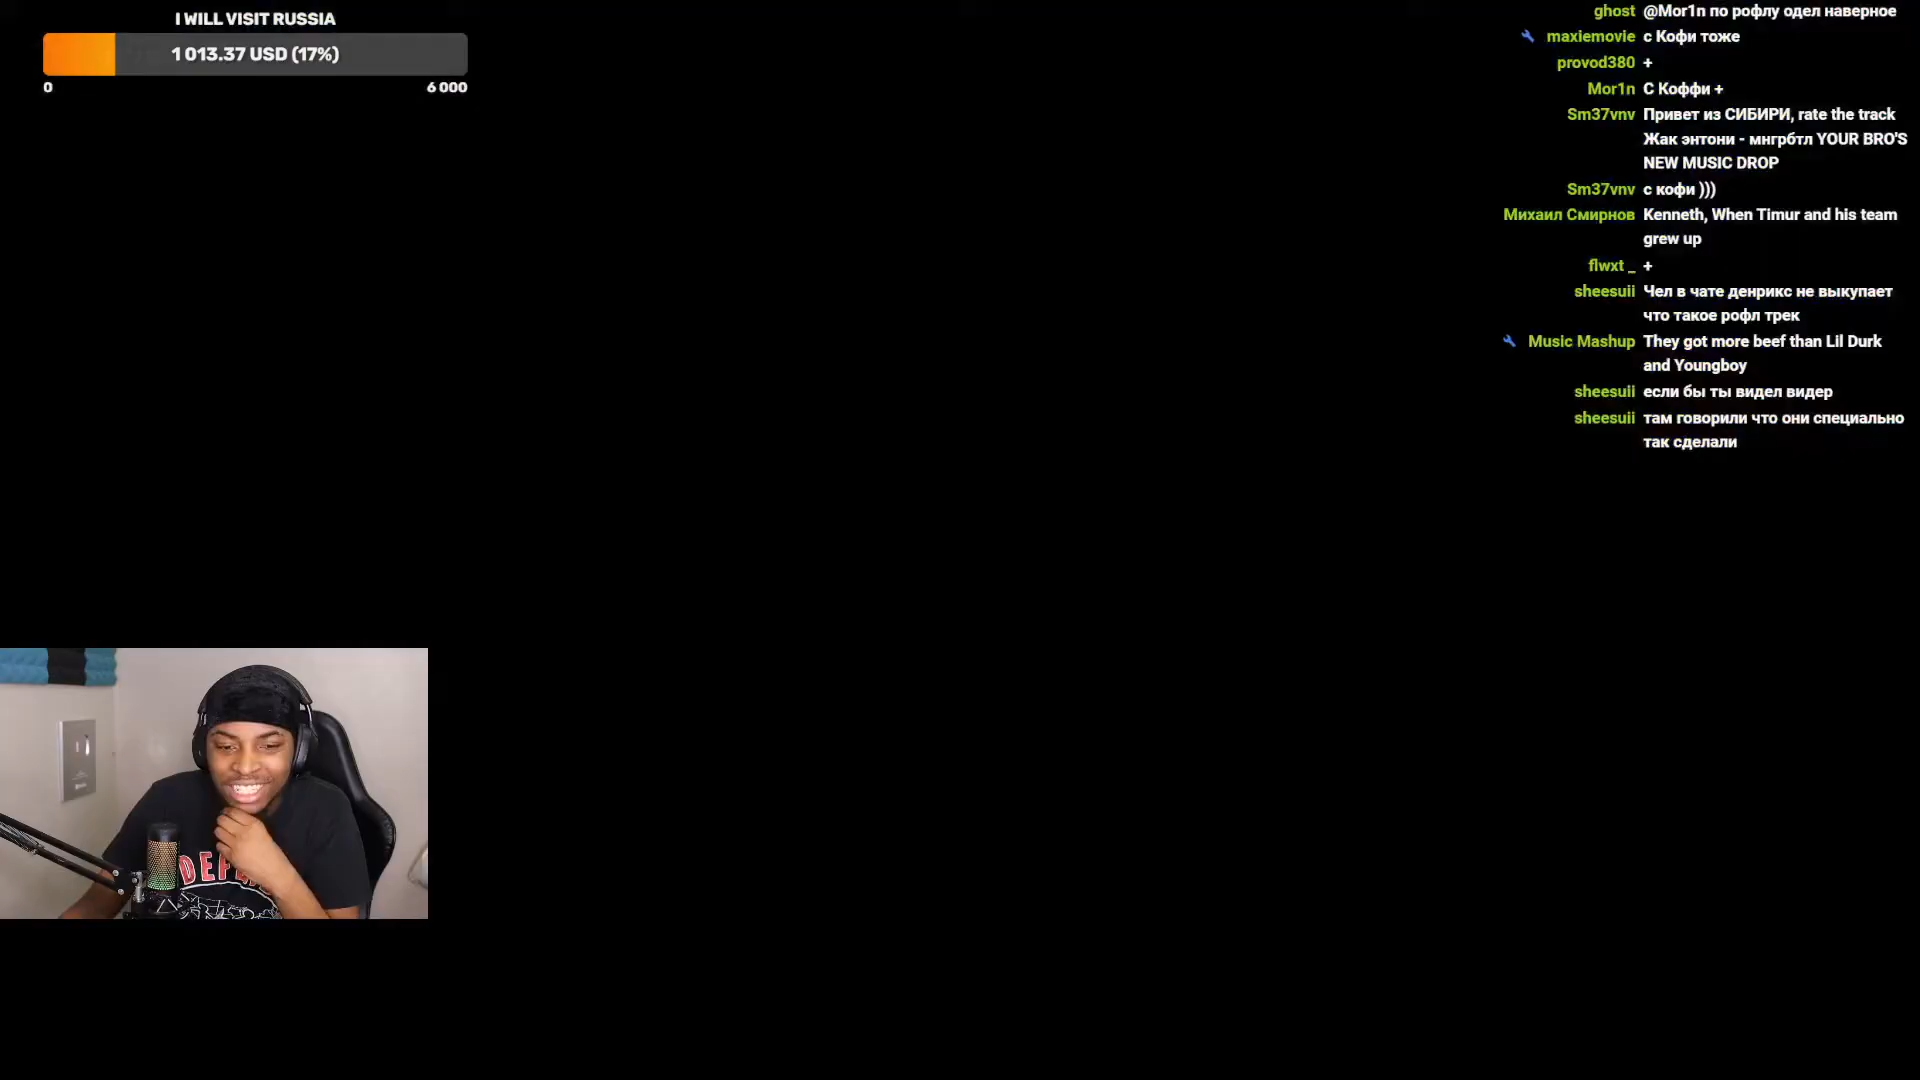 I WILL VISIT RUSSIA
1 013.37 USD (17%)
0
6 000
ghost @Mor1n по рофлу одел наверное
maxiemovie с Кофи тоже
provod380 +
Mor1n С Коффи +
Sm37vnv Привет из СИБИРИ, rate the track
Жак энтони - мнгрбтл YOUR BRO'S
NEW MUSIC DROP
Sm37vnv с кофи )))
Михаил Смирнов Kenneth, When Timur and his team
grew up
flwxt _ +
sheesuii Чел в чате денрикс не выкупает
что такое рофл трек
Music Mashup They got more beef than Lil Durk
and Youngboy
sheesuii если бы ты видел видер
sheesuii там говорили что они специально
так сделали